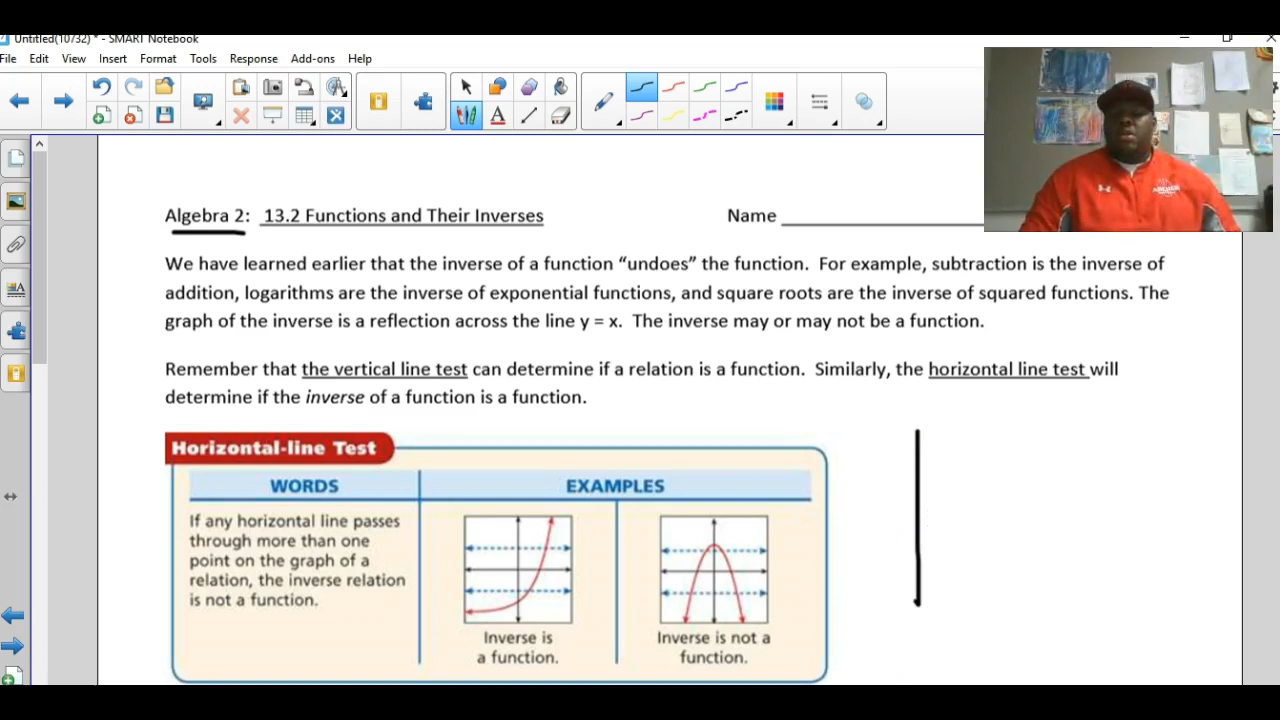 Untitled(10732) * - SMART Notebook
File Edit View Insert Format Tools Response Add-ons Help
Algebra 2: 13.2 Functions and Their Inverses Name
We have learned earlier that the inverse of a function “undoes” the function. For example, subtraction is the inverse of
addition, logarithms are the inverse of exponential functions, and square roots are the inverse of squared functions. The
graph of the inverse is a reflection across the line y = x. The inverse may or may not be a function.
Remember that the vertical line test can determine if a relation is a function. Similarly, the horizontal line test will
determine if the inverse of a function is a function.
Horizontal-line Test
WORDS EXAMPLES
If any horizontal line passes
through more than one
point on the graph of a
relation, the inverse relation
is not a function.
Inverse is
a function.
Inverse is not a
function.